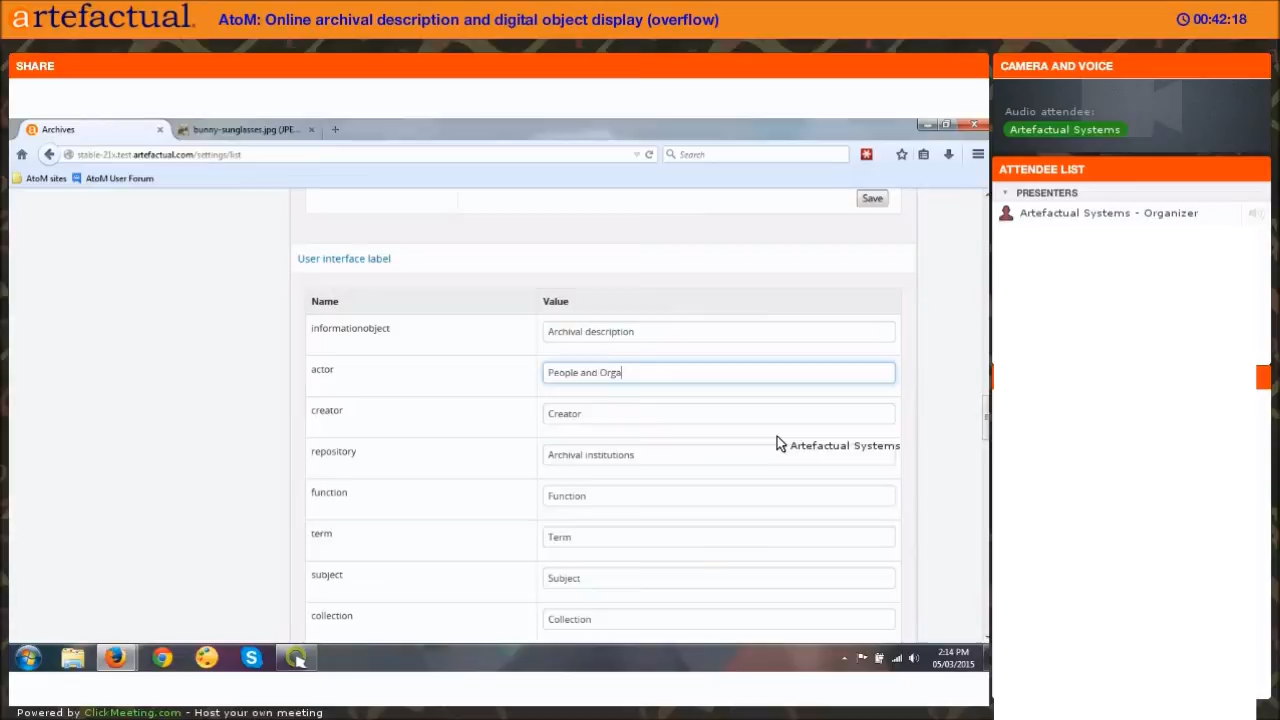 artefactual.
AtoM: Online archival description and digital object display (overflow)
00:42:18
SHARE
CAMERA AND VOICE
Audio attendee:
Artefactual Systems
ATTENDEE LIST
PRESENTERS
Artefactual Systems - Organizer
Archives
bunny-sunglasses.jpg (JPE...
stable-21x.test.artefactual.com/settings/list
Search
AtoM sites
AtoM User Forum
Save
User interface label
Name Value
informationobject Archival description
actor People and Orga
creator Creator
Artefactual Systems
repository Archival institutions
function Function
term Term
subject Subject
collection Collection
2:14 PM
05/03/2015
Powered by ClickMeeting.com - Host your own meeting